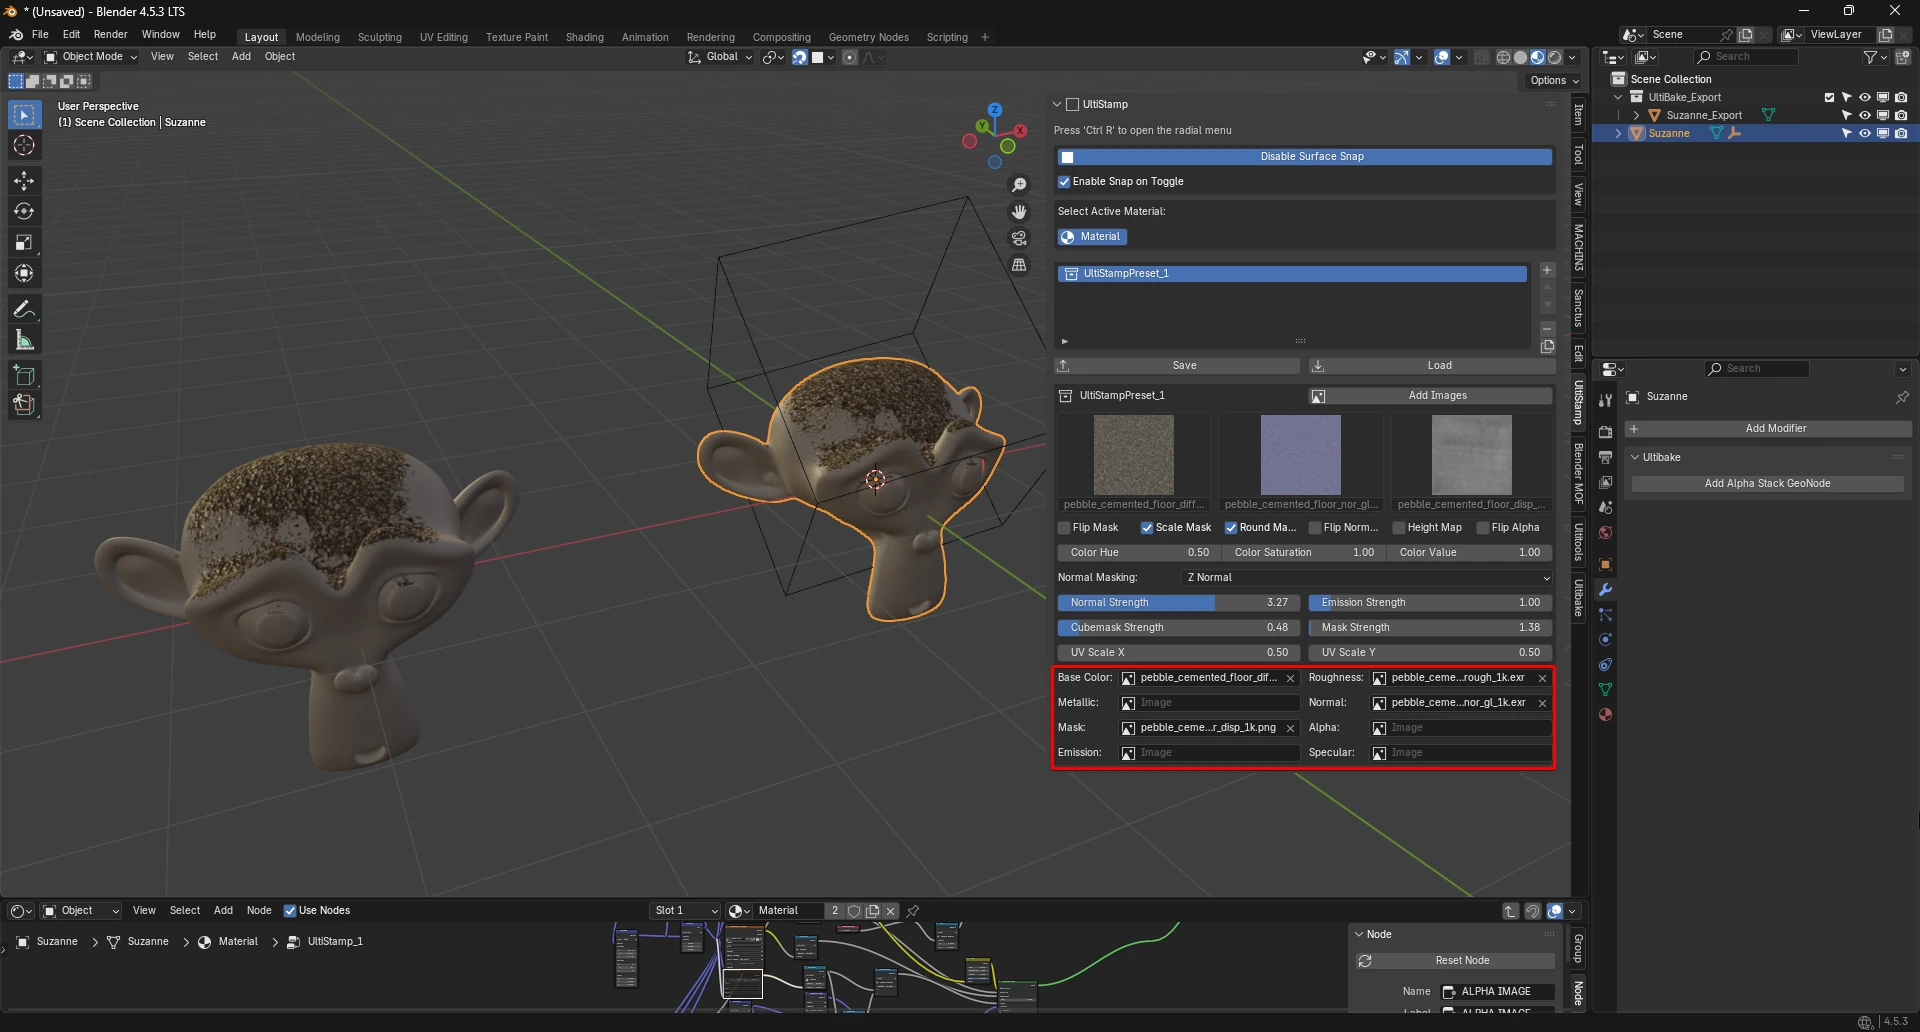 * (Unsaved) - Blender 4.5.3 LTS
File Edit Render Window Help Layout Modeling Sculpting UV Editing Texture Paint Shading Animation Rendering Compositing Geometry Nodes Scripting +
Scene ViewLayer
Object Mode View Select Add Object Global
Search
Options
User Perspective
(1) Scene Collection | Suzanne
Z
Y
X
UltiStamp
Press 'Ctrl R' to open the radial menu
Disable Surface Snap
Enable Snap on Toggle
Select Active Material:
Material
UltiStampPreset_1
Save Load
UltiStampPreset_1 Add Images
pebble_cemented_floor_diff... pebble_cemented_floor_nor_gl... pebble_cemented_floor_disp_...
Flip Mask Scale Mask Round Ma... Flip Norm... Height Map Flip Alpha
Color Hue 0.50 Color Saturation 1.00 Color Value 1.00
Normal Masking: Z Normal
Normal Strength 3.27 Emission Strength 1.00
Cubemask Strength 0.48 Mask Strength 1.38
UV Scale X 0.50 UV Scale Y 0.50
Base Color: pebble_cemented_floor_dif... Roughness: pebble_ceme...rough_1k.exr
Metallic: Image Normal: pebble_ceme...nor_gl_1k.exr
Mask: pebble_ceme...r_disp_1k.png Alpha: Image
Emission: Image Specular: Image
Item
Tool
View
MACHIN3
Sanctus
Edit
UltiStamp
Blender MOF
Ultitools
Ultibake
Scene Collection
UltiBake_Export
Suzanne_Export
Suzanne
Search
Suzanne
Add Modifier
Ultibake
Add Alpha Stack GeoNode
Object View Select Add Node Use Nodes Slot 1 Material 2
Suzanne Suzanne Material UltiStamp_1
Node
Reset Node
Name ALPHA IMAGE
Label ALPHA IMAGE
Group
Node
4.5.3